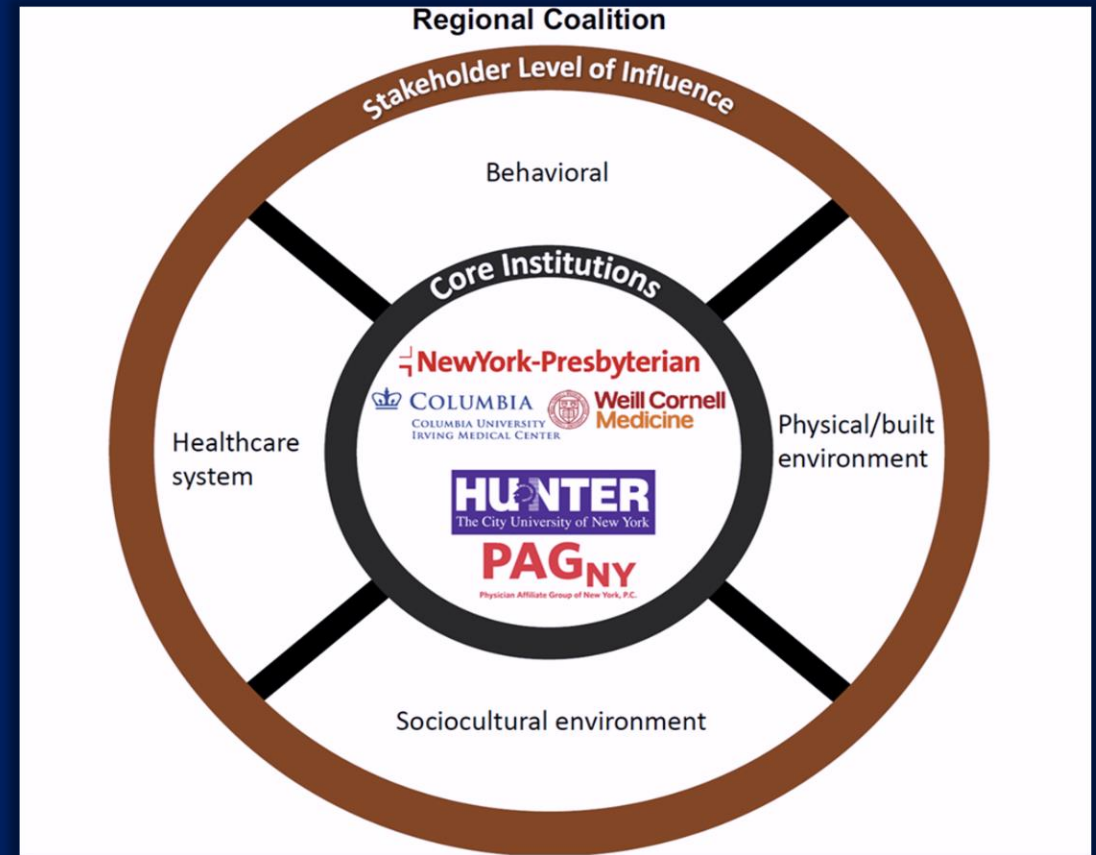 Regional Coalition
Stakeholder Level of Influence
Behavioral
Core Institutions
NewYork-Presbyterian
COLUMBIA
COLUMBIA UNIVERSITY
IRVING MEDICAL CENTER
Weill Cornell
Medicine
Healthcare
system
Physical/built
environment
HUNTER
The City University of New York
PAGNY
Physician Affiliate Group of New York, P.C.
Sociocultural environment